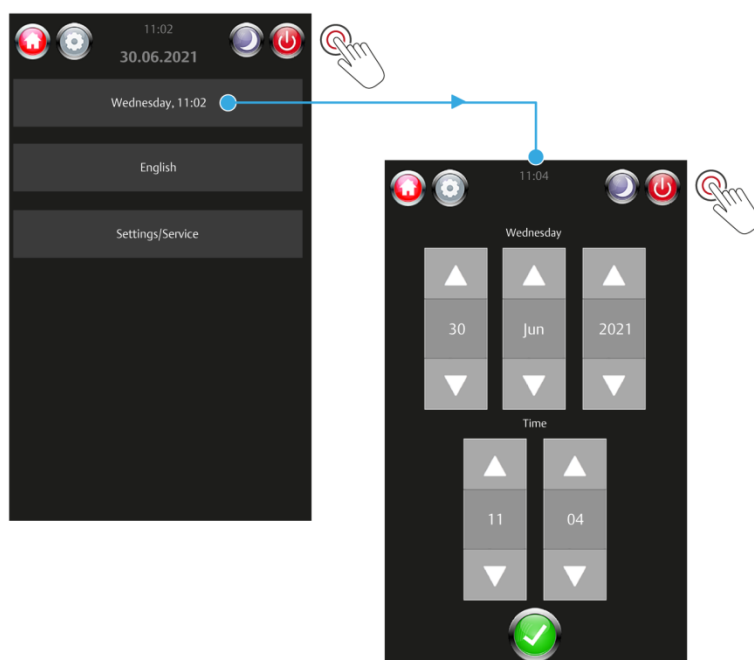 11:02
30.06.2021
Wednesday, 11:02
English
Settings/Service
11:04
Wednesday
30 Jun 2021
Time
11 04